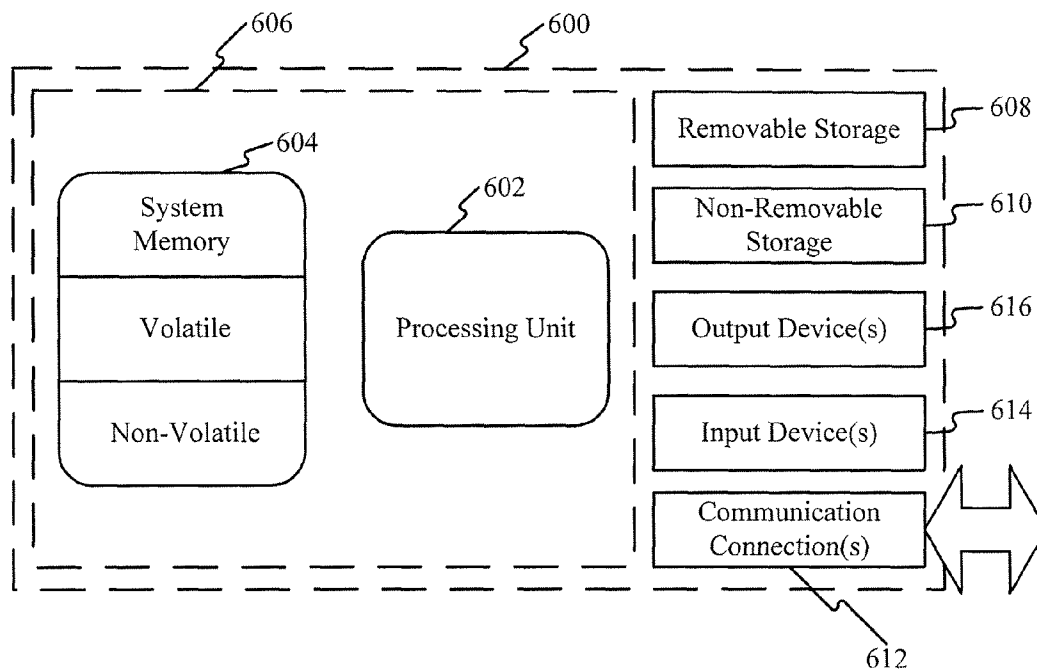 606
600
604
System
Memory
Volatile
Non-Volatile
602
Processing Unit
Removable Storage
608
Non-Removable
Storage
610
Output Device(s)
616
Input Device(s)
614
Communication
Connection(s)
612